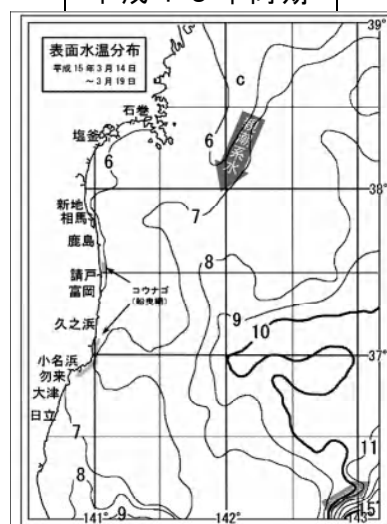 平成15年同期
表面水温分布
平成15年3月14日
～3月19日
39°
C
石巻
塩釜
6
6
親潮系水
38°
新地
相馬
7
鹿島
8
請戸
富岡
コウナゴ
(船曳網)
9
10
久之浜
37°
小名浜
勿来
大津
日立
7
11
8
9
15
141°
142°
143°